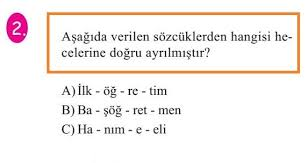 2.
Aşağıda verilen sözcüklerden hangisi he-
celerine doğru ayrılmıştır?
A) İlk - öğ - re - tim
B) Ba - şöğ - ret - men
C) Ha - nım - e - eli